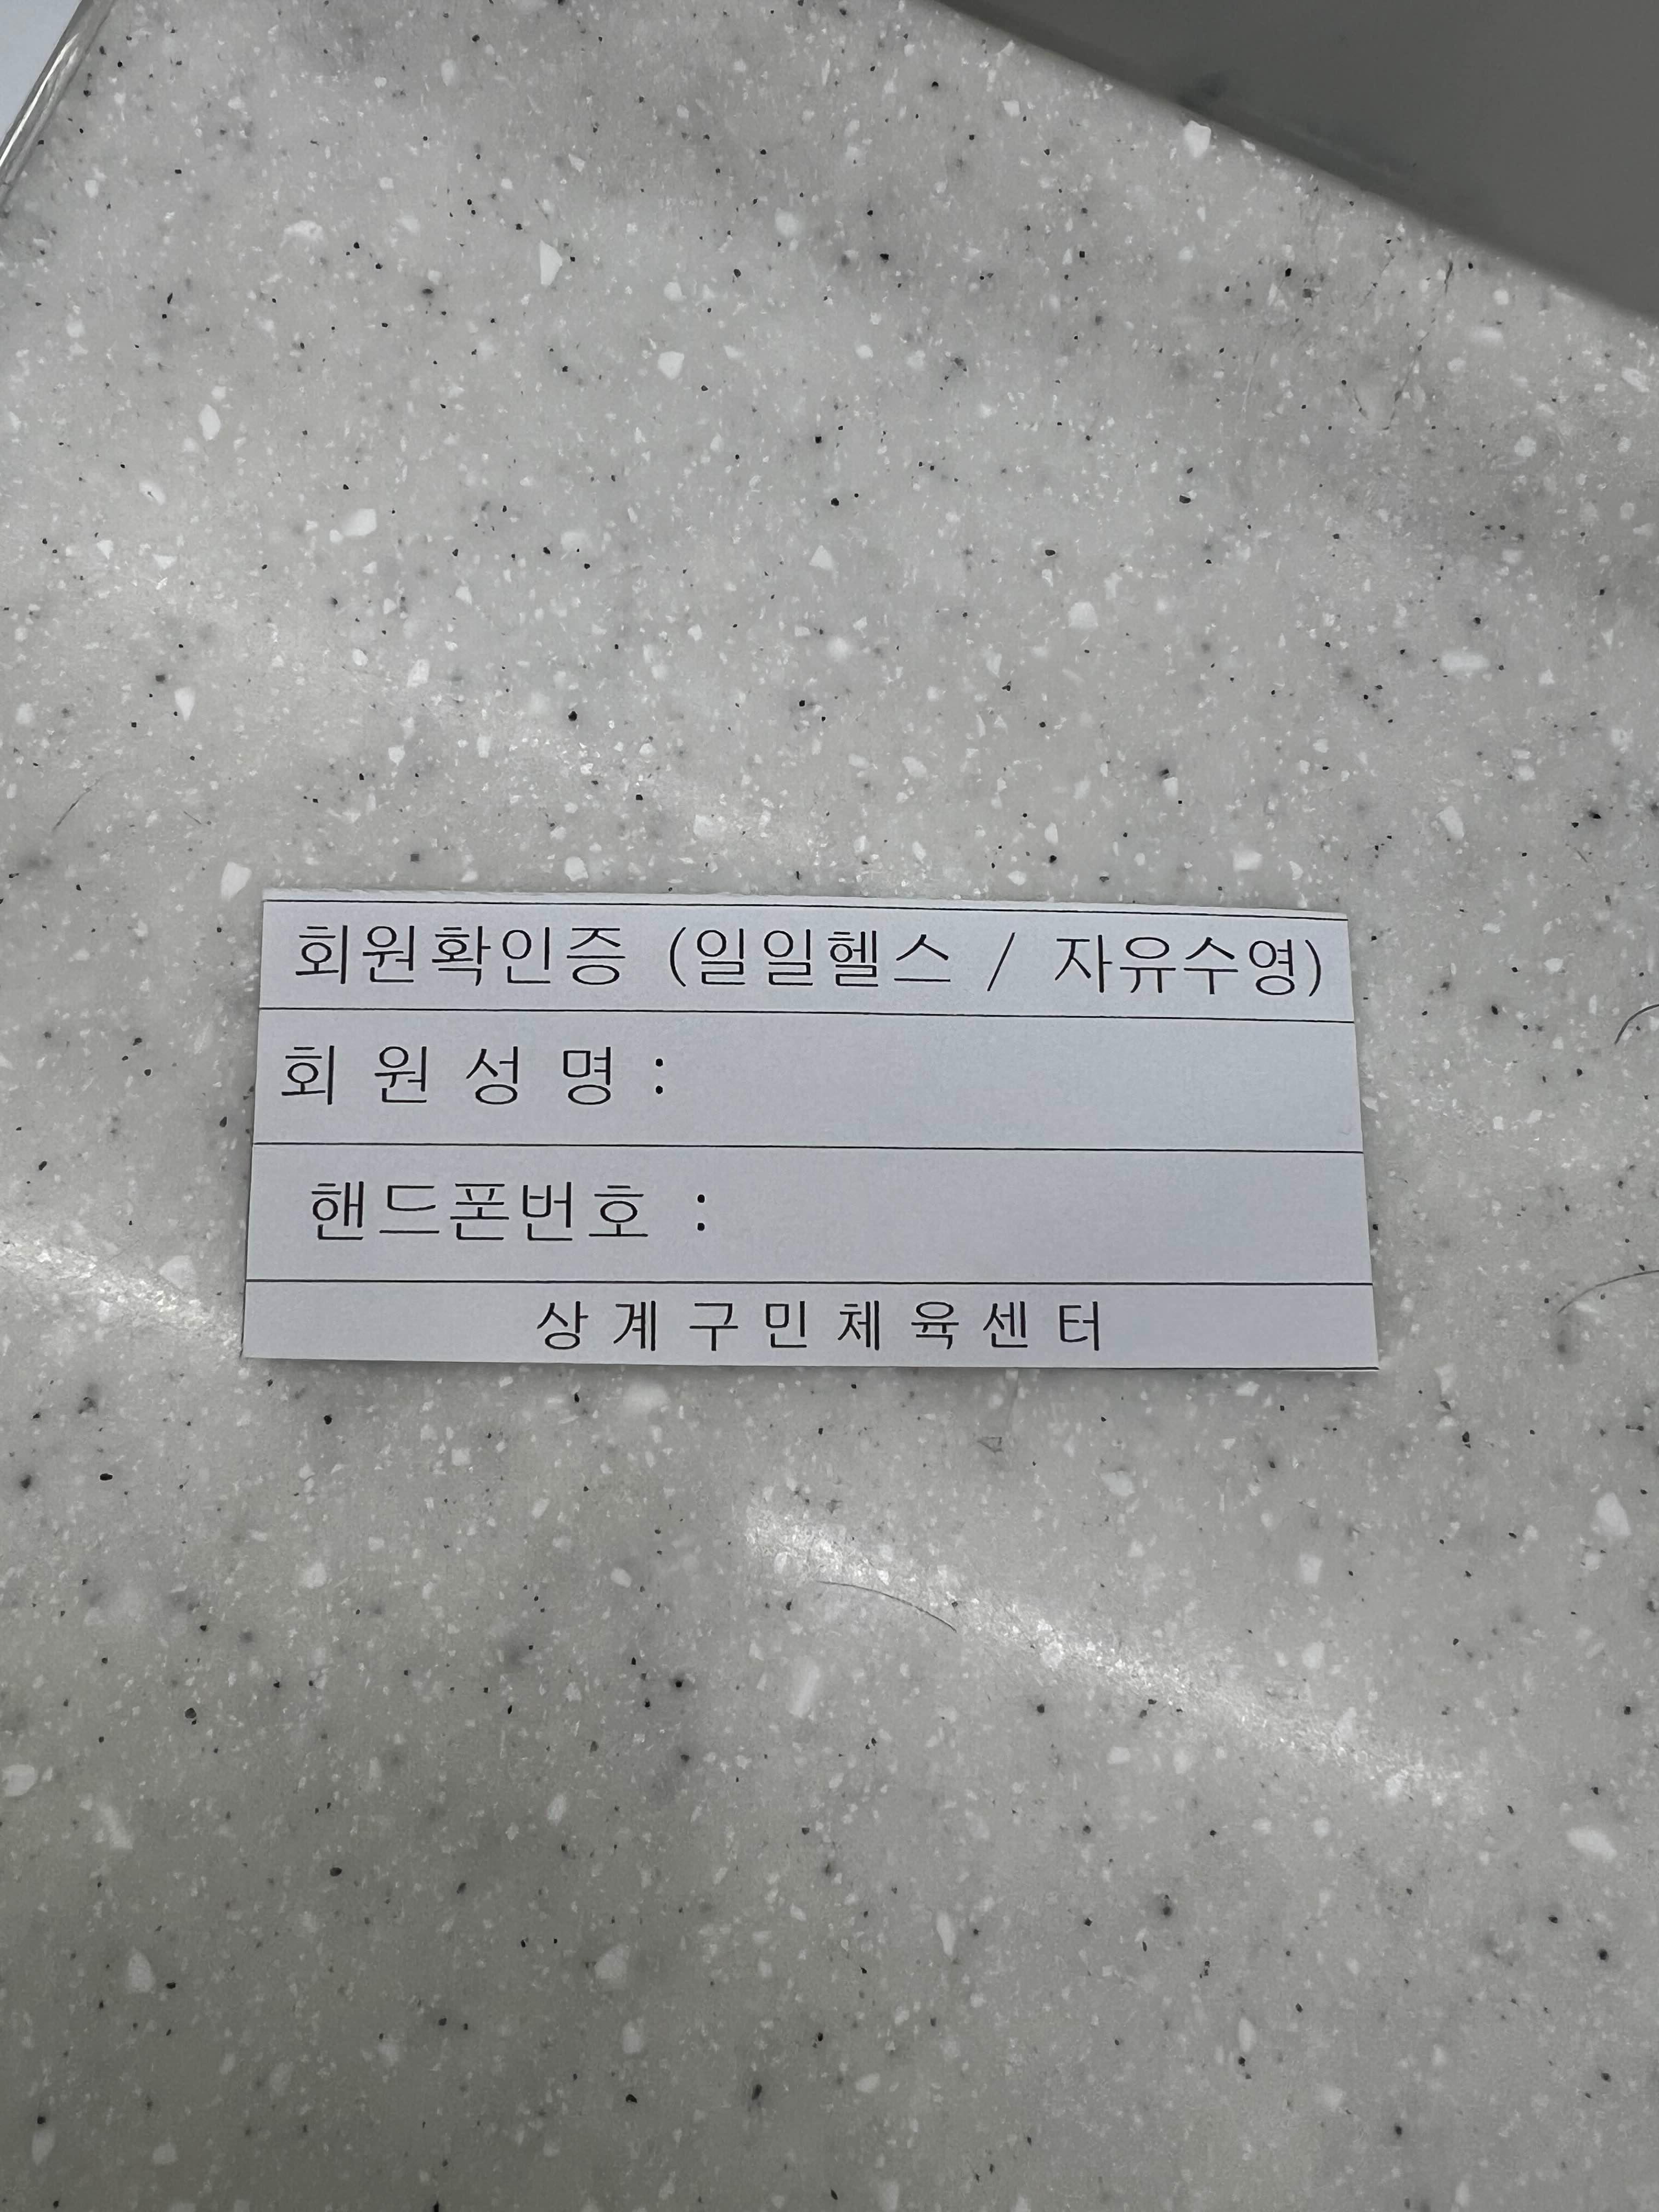 회원확인증 (일일헬스 / 자유수영)
회 원 성 명 :
핸드폰번호 :
상 계 구 민 체 육 센 터